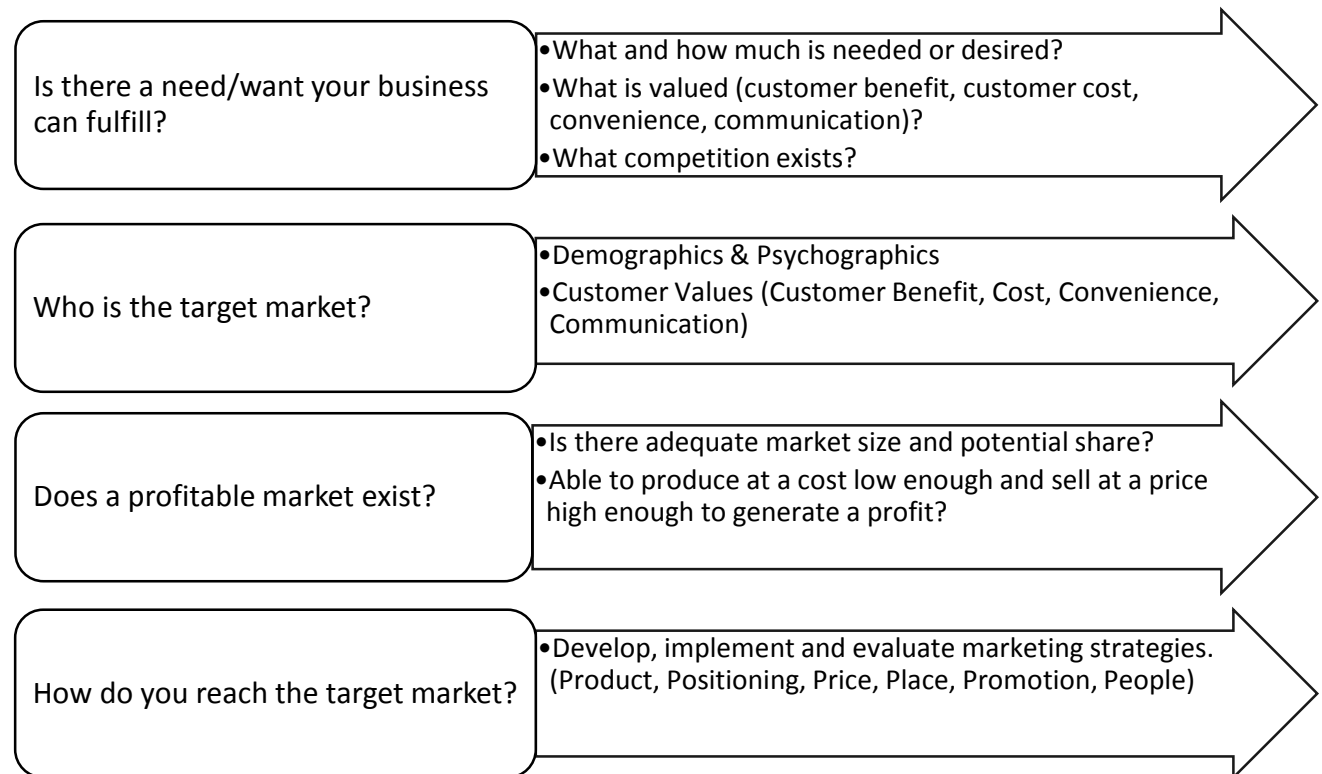 Is there a need/want your business
can fulfill?
•What and how much is needed or desired?
•What is valued (customer benefit, customer cost,
convenience, communication)?
•What competition exists?
Who is the target market?
•Demographics & Psychographics
•Customer Values (Customer Benefit, Cost, Convenience,
Communication)
Does a profitable market exist?
•Is there adequate market size and potential share?
•Able to produce at a cost low enough and sell at a price
high enough to generate a profit?
How do you reach the target market?
•Develop, implement and evaluate marketing strategies.
(Product, Positioning, Price, Place, Promotion, People)